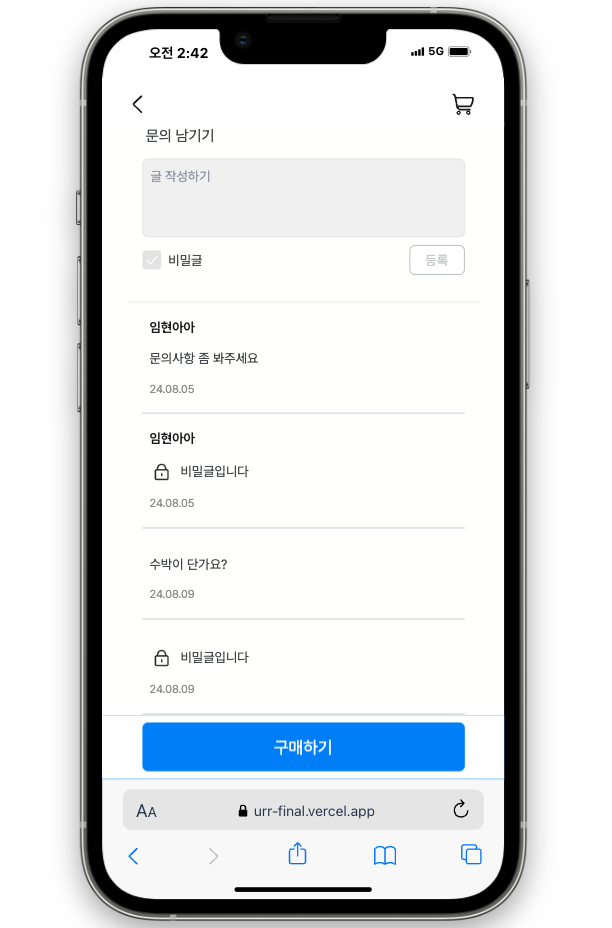 오전 2:42
5G
문의 남기기
글 작성하기
비밀글
등록
임현아아
문의사항 좀 봐주세요
24.08.05
임현아아
비밀글입니다
24.08.05
수박이 단가요?
24.08.09
비밀글입니다
24.08.09
구매하기
AA
urr-final.vercel.app